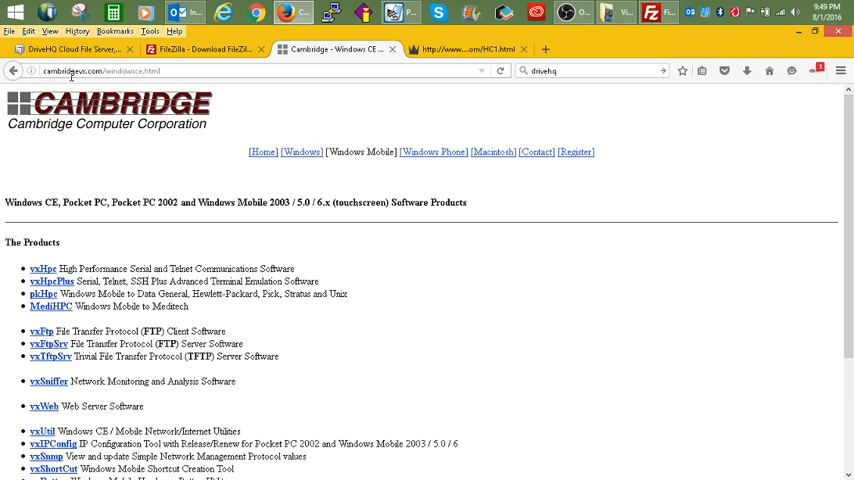 9:49 PM
8/1/2016
File Edit View History Bookmarks Tools Help
DriveHQ Cloud File Server,... FileZilla - Download FileZil... Cambridge - Windows CE ... http://www....om/HC1.html
cambridgevx.com/windowsce.html drivehq 1
CAMBRIDGE
Cambridge Computer Corporation
[Home] [Windows] [Windows Mobile] [Windows Phone] [Macintosh] [Contact] [Register]
Windows CE, Pocket PC, Pocket PC 2002 and Windows Mobile 2003 / 5.0 / 6.x (touchscreen) Software Products
The Products
vxHpc High Performance Serial and Telnet Communications Software
vxHpcPlus Serial, Telnet, SSH Plus Advanced Terminal Emulation Software
pkHpc Windows Mobile to Data General, Hewlett-Packard, Pick, Stratus and Unix
MediHPC Windows Mobile to Meditech
vxFtp File Transfer Protocol (FTP) Client Software
vxFtpSrv File Transfer Protocol (FTP) Server Software
vxTftpSrv Trivial File Transfer Protocol (TFTP) Server Software
vxSniffer Network Monitoring and Analysis Software
vxWeb Web Server Software
vxUtil Windows CE / Mobile Network/Internet Utilities
vxIPConfig IP Configuration Tool with Release/Renew for Pocket PC 2002 and Windows Mobile 2003 / 5.0 / 6
vxSnmp View and update Simple Network Management Protocol values
vxShortCut Windows Mobile Shortcut Creation Tool